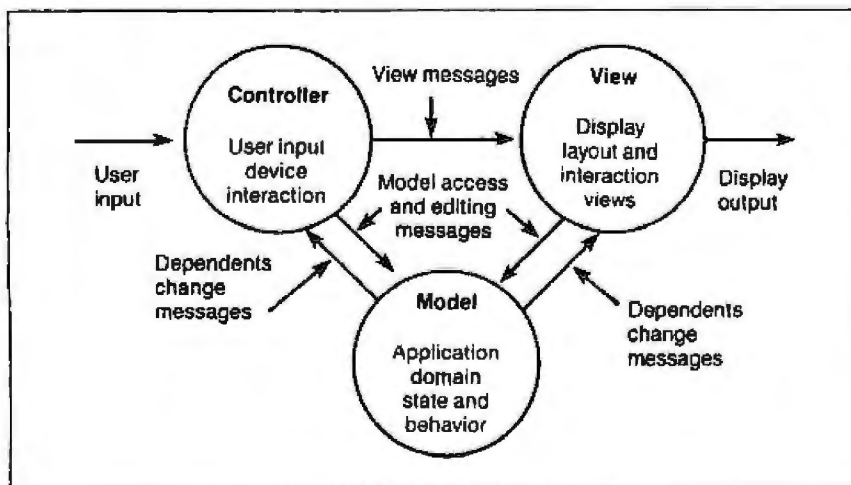 View messages
Controller
User input
device
interaction
View
Display
layout and
interaction
views
User
input
Display
output
Model access
and editing
messages
Dependents
change
messages
Model
Application
domain
state and
behavior
Dependents
change
messages